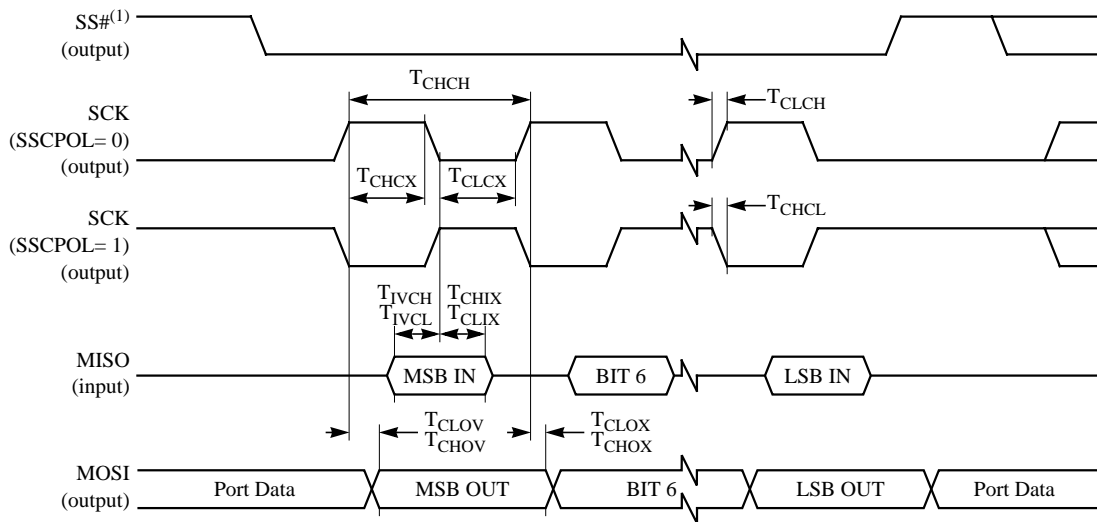 SS#(1)
(output)
TCHCH
TCLCH
SCK
(SSCPOL= 0)
(output)
TCHCX
TCLCX
TCHCL
SCK
(SSCPOL= 1)
(output)
TIVCH
TIVCL
TCHIX
TCLIX
MISO
(input)
MSB IN
BIT 6
LSB IN
TCLOV
TCHOV
TCLOX
TCHOX
MOSI
(output)
Port Data
MSB OUT
BIT 6
LSB OUT
Port Data